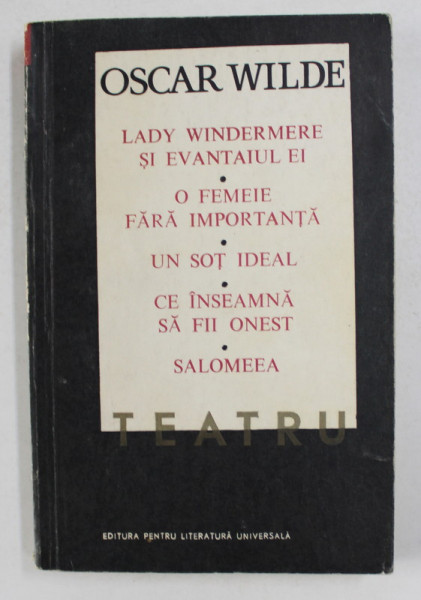 OSCAR WILDE
LADY WINDERMERE
ȘI EVANTAIUL EI
•
O FEMEIE
FĂRĂ IMPORTANȚĂ
•
UN SOȚ IDEAL
•
CE ÎNSEAMNĂ
SĂ FII ONEST
•
SALOMEEA
TEATRU
EDITURA PENTRU LITERATURĂ UNIVERSALĂ